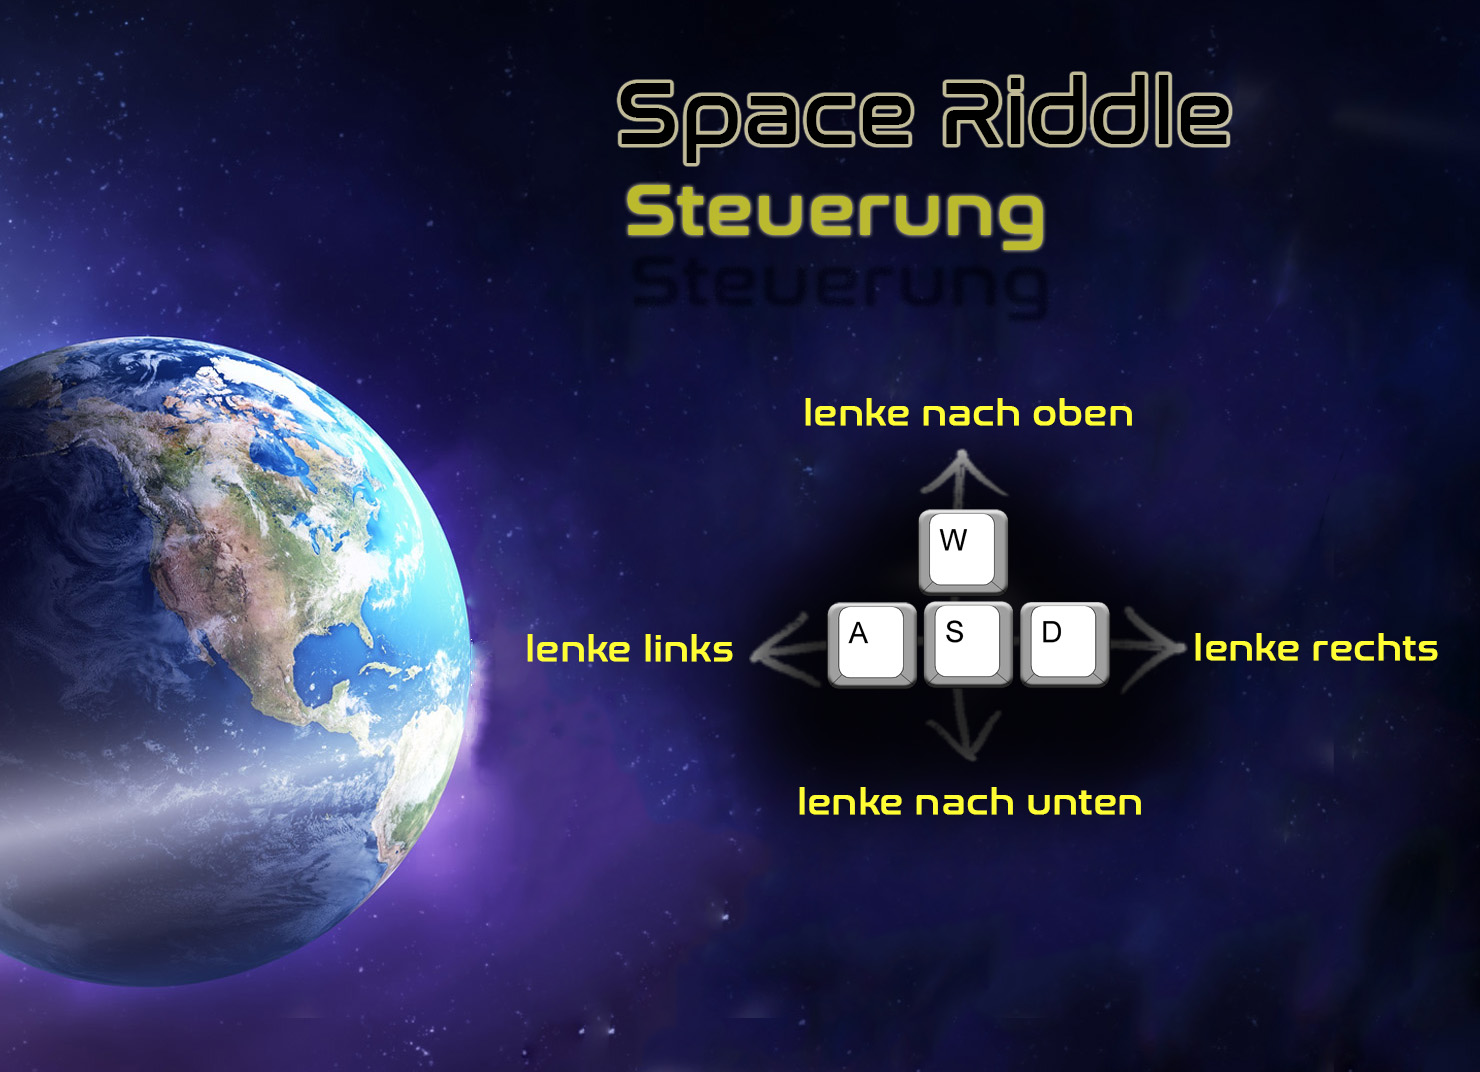 Space Riddle
Steuerung
Steuerung
lenke nach oben
W
A S D
lenke links
lenke rechts
lenke nach unten